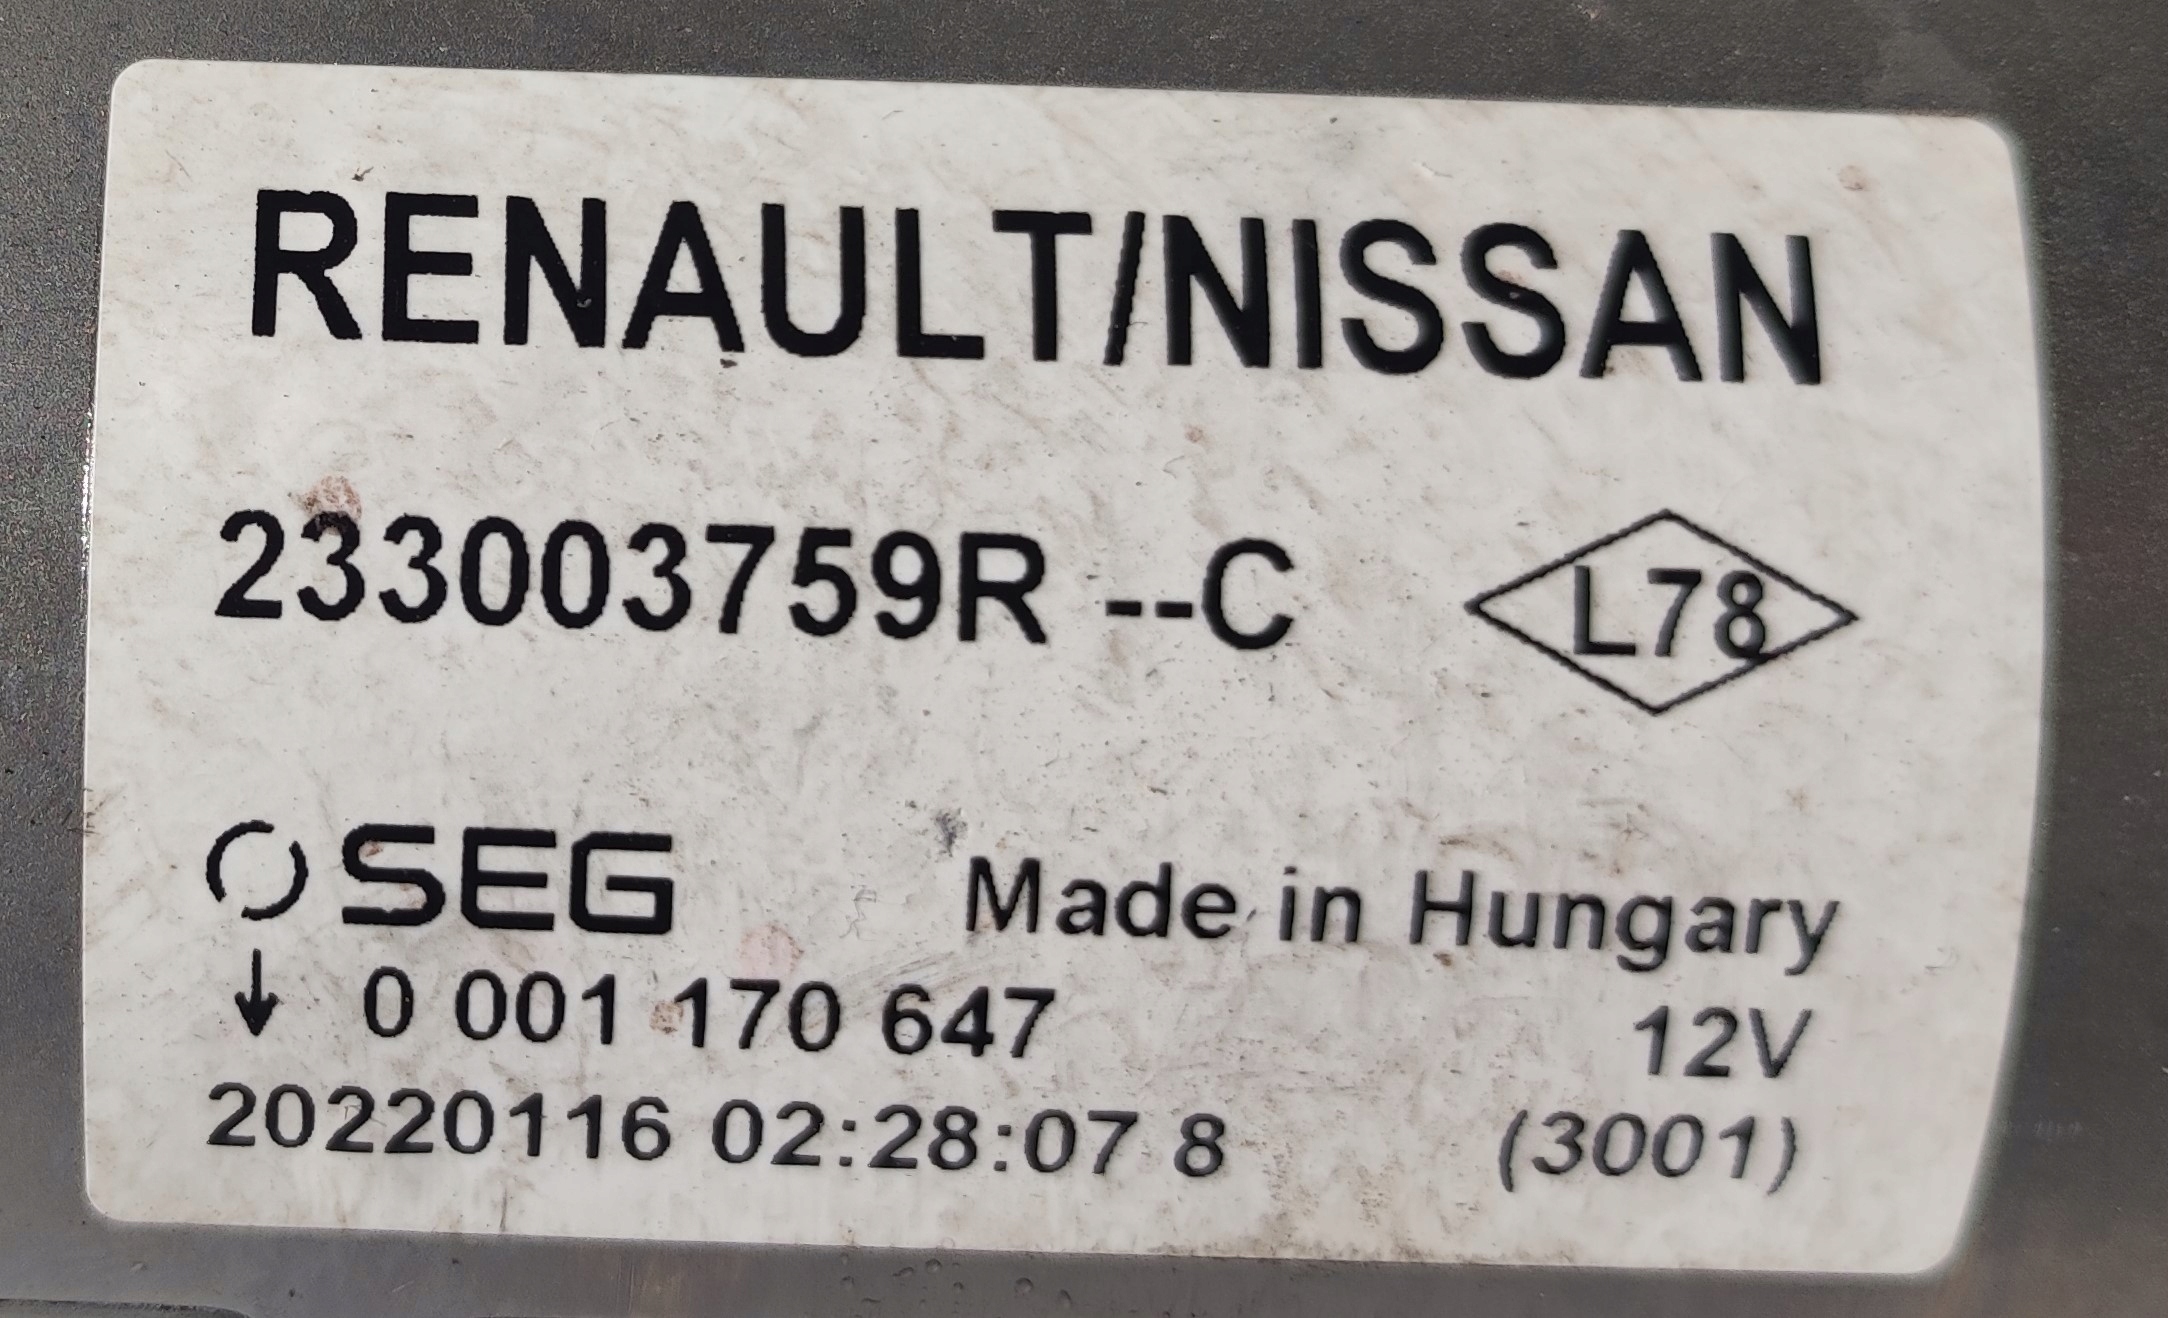 RENAULT/NISSAN
233003759R --C L78
SEG Made in Hungary
0 001 170 647 12V
20220116 02:28:07 8 (3001)